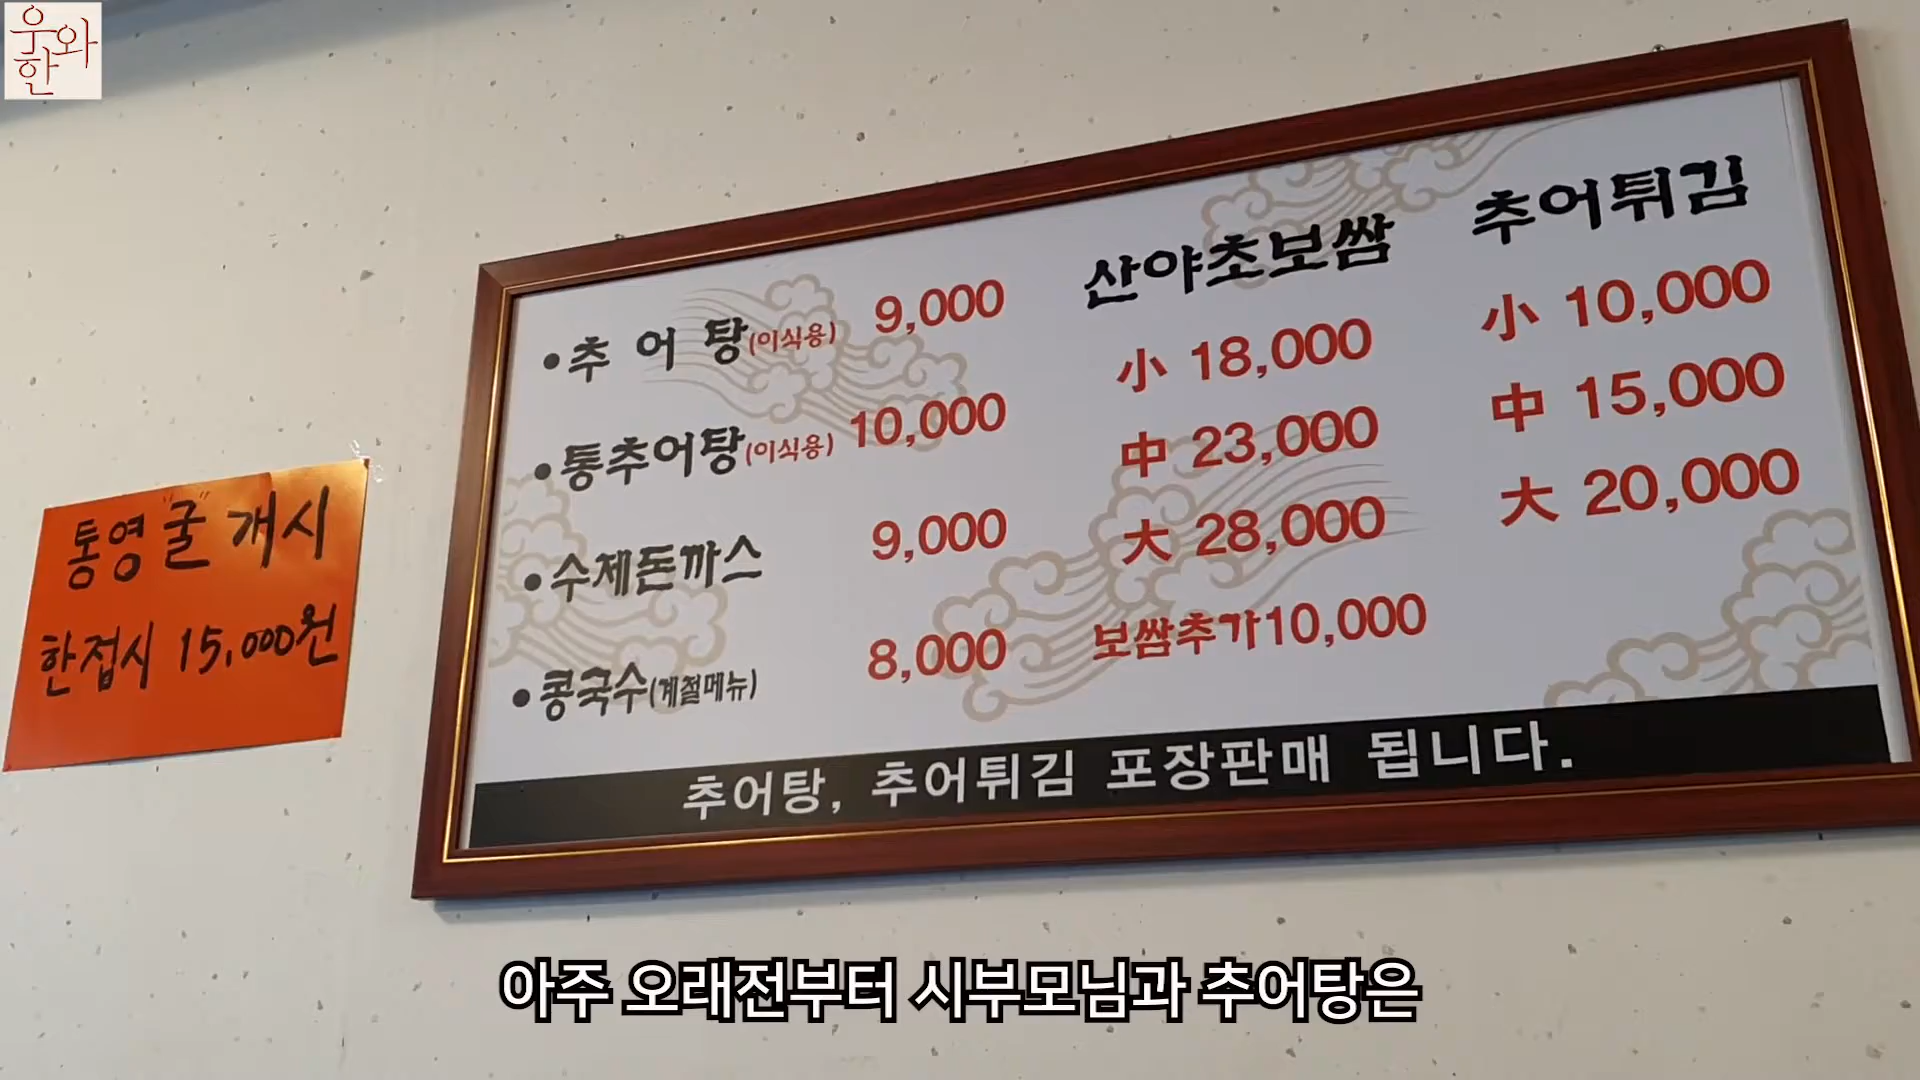 우와한
통영 "굴" 개시
한접시 15,000원
•추 어 탕(이식용) 9,000
•통추어탕(이식용) 10,000
•수제돈까스 9,000
•콩국수(계절메뉴) 8,000
산야초보쌈
小 18,000
中 23,000
大 28,000
보쌈추가10,000
추어튀김
小 10,000
中 15,000
大 20,000
추어탕, 추어튀김 포장판매 됩니다.
아주 오래전부터 시부모님과 추어탕은